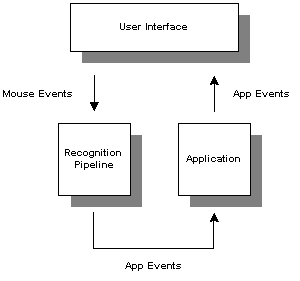 User Interface
Mouse Events
App Events
Recognition
Pipeline
Application
App Events